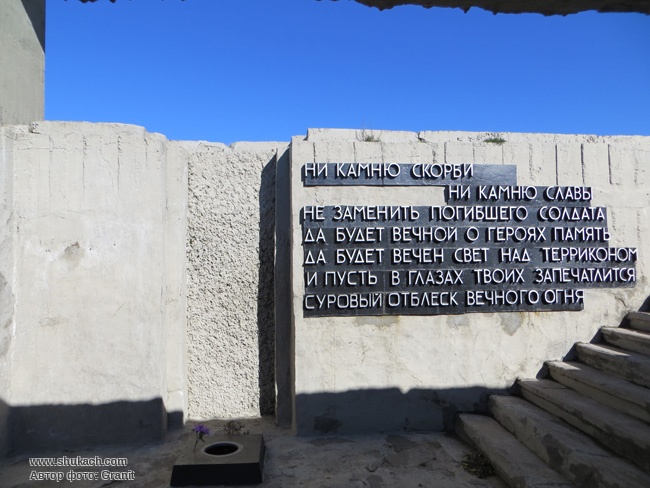 НИ КАМНЮ СКОРБИ
НИ КАМНЮ СЛАВЫ
НЕ ЗАМЕНИТЬ ПОГИБШЕГО СОЛДАТА
ДА БУДЕТ ВЕЧНОЙ О ГЕРОЯХ ПАМЯТЬ
ДА БУДЕТ ВЕЧЕН СВЕТ НАД ТЕРРИКОНОМ
И ПУСТЬ В ГЛАЗАХ ТВОИХ ЗАПЕЧАТЛИТСЯ
СУРОВЫЙ ОТБЛЕСК ВЕЧНОГО ОГНЯ
www.shukach.com
Автор фото: Granit